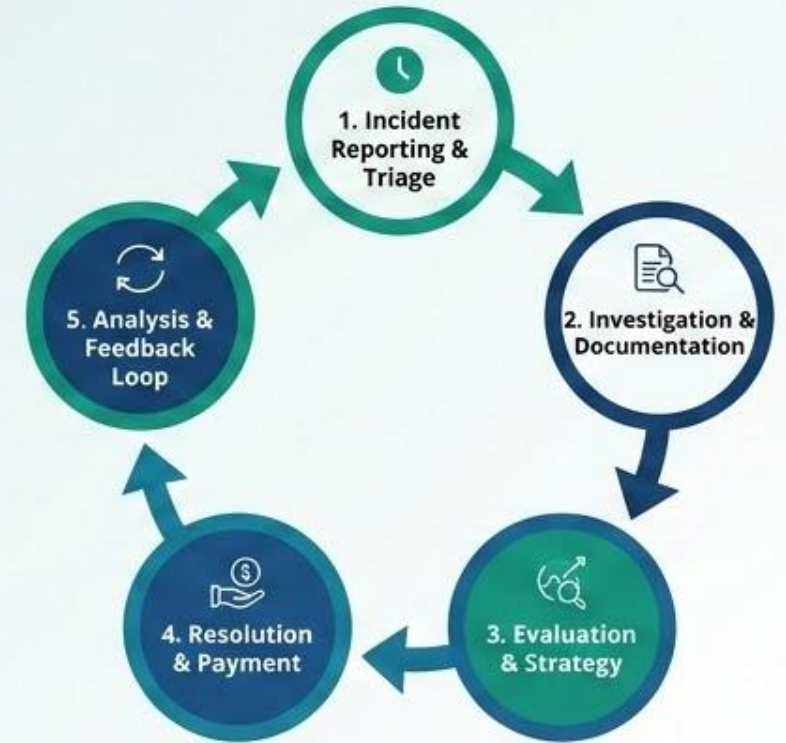 1. Incident
Reporting &
Triage
2. Investigation &
Documentation
3. Evaluation
& Strategy
$
4. Resolution
& Payment
5. Analysis &
Feedback
Loop